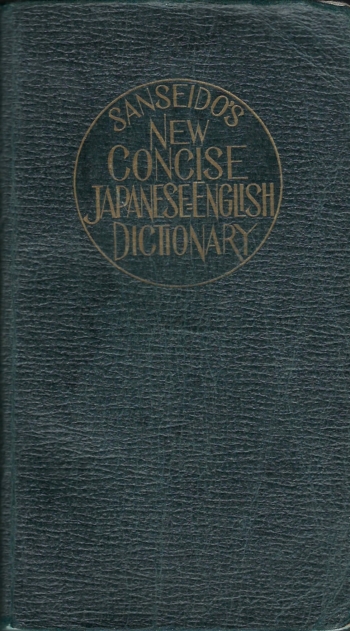 SANSEIDO'S
NEW
CONCISE
JAPANESE-ENGLISH
DICTIONARY